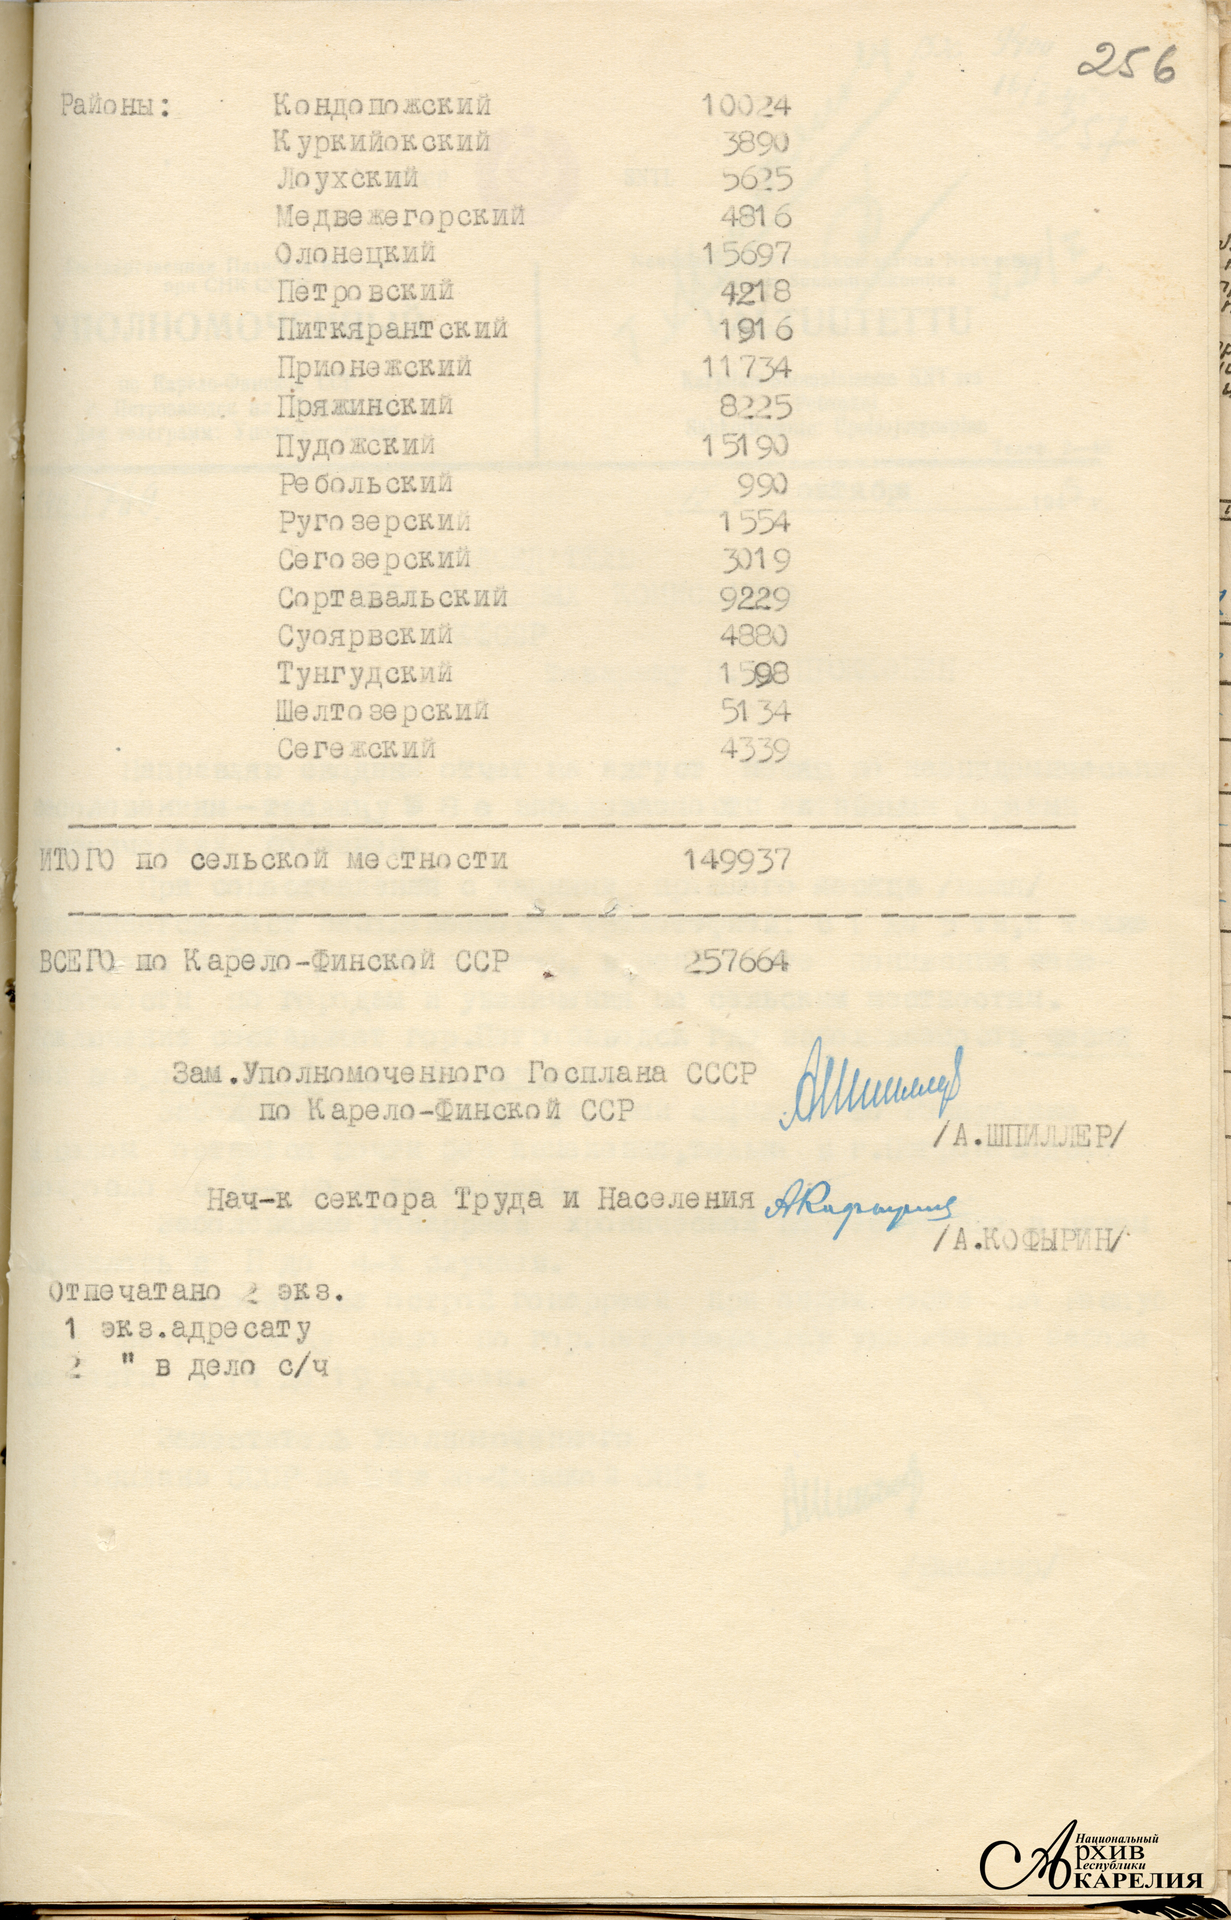 256
Районы: Кондопожский 10024
Куркийокский 3890
Лоухский 5625
Медвежегорский 4816
Олонецкий 15697
Петровский 4218
Питкярантский 1916
Прионежский 11734
Пряжинский 8225
Пудожский 15190
Ребольский 990
Ругозерский 1554
Сегозерский 3019
Сортавальский 9229
Суоярвский 4880
Тунгудский 1598
Шелтозерский 5134
Сегежский 4339
ИТОГО по сельской местности 149937
ВСЕГО по Карело-Финской ССР 257664
Зам.Уполномоченного Госплана СССР
по Карело-Финской ССР
/А.ШПИЛЛЕР/
Нач-к сектора Труда и Населения АКофырин
/А.КОФЫРИН/
Отпечатано 2 экз.
1 экз.адресату
2 " в дело с/ч
Национальный
Архив
Республики
КАРЕЛИЯ